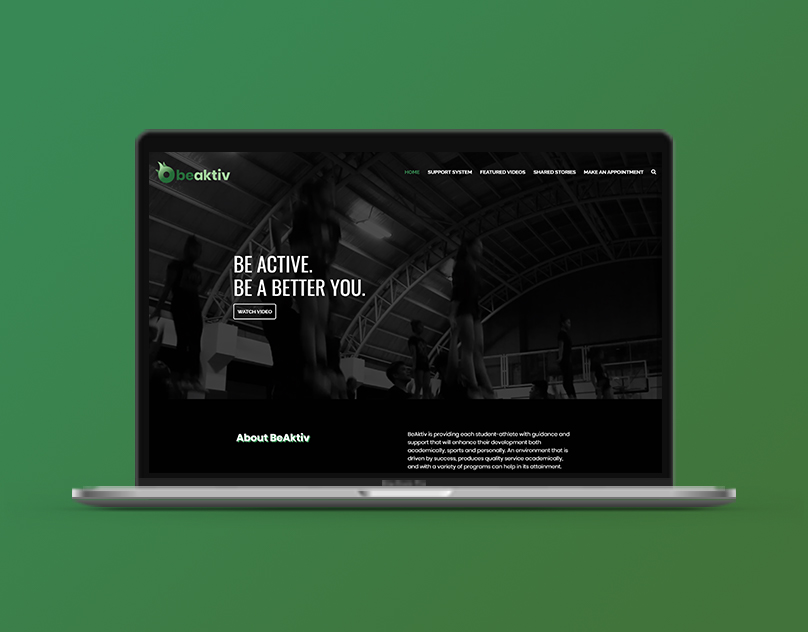 beaktiv
HOME SUPPORT SYSTEM FEATURED VIDEOS SHARED STORIES MAKE AN APPOINTMENT
BE ACTIVE.
BE A BETTER YOU.
WATCH VIDEO
About BeAktiv
BeAktiv is providing each student-athlete with guidance and
support that will enhance their development both
academically, sports and personally. An environment that is
driven by success, produces quality service academically,
and with a variety of programs can help in its attainment.